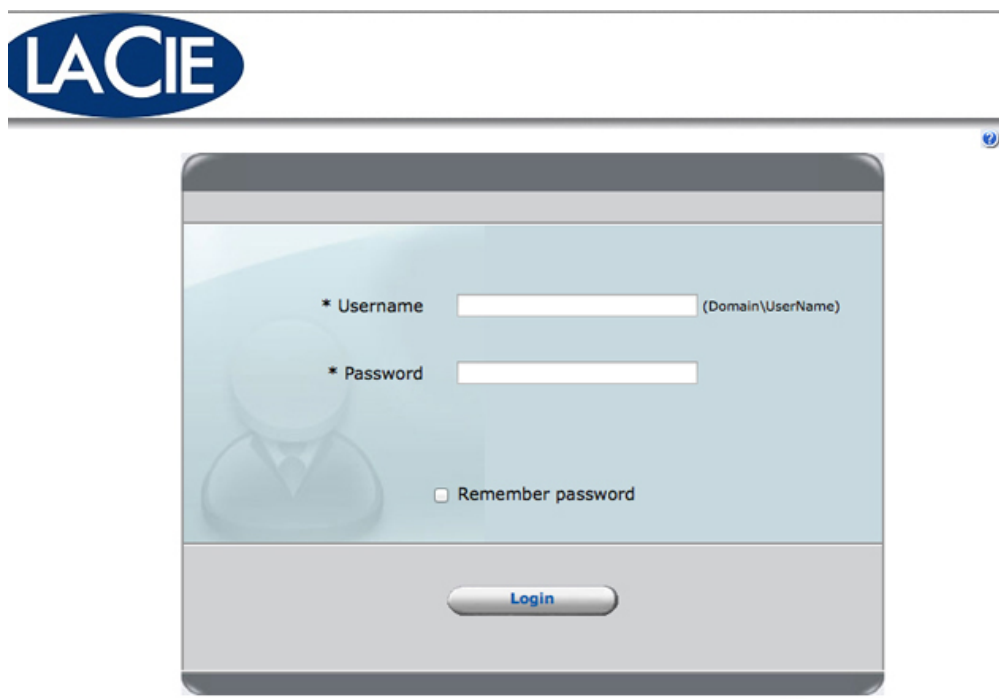 LACIE
?
* Username (Domain\UserName)
* Password
Remember password
Login